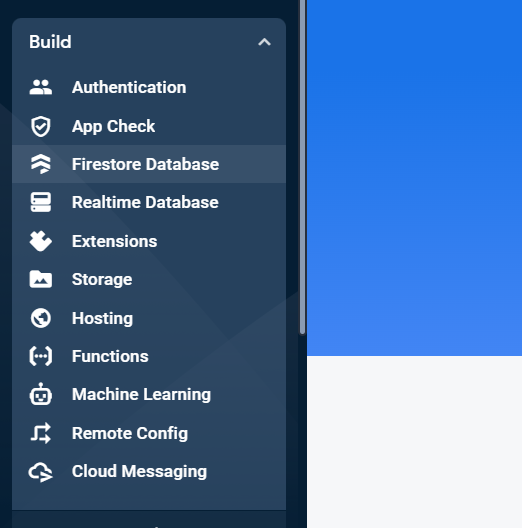 Build
Authentication
App Check
Firestore Database
Realtime Database
Extensions
Storage
Hosting
Functions
Machine Learning
Remote Config
Cloud Messaging